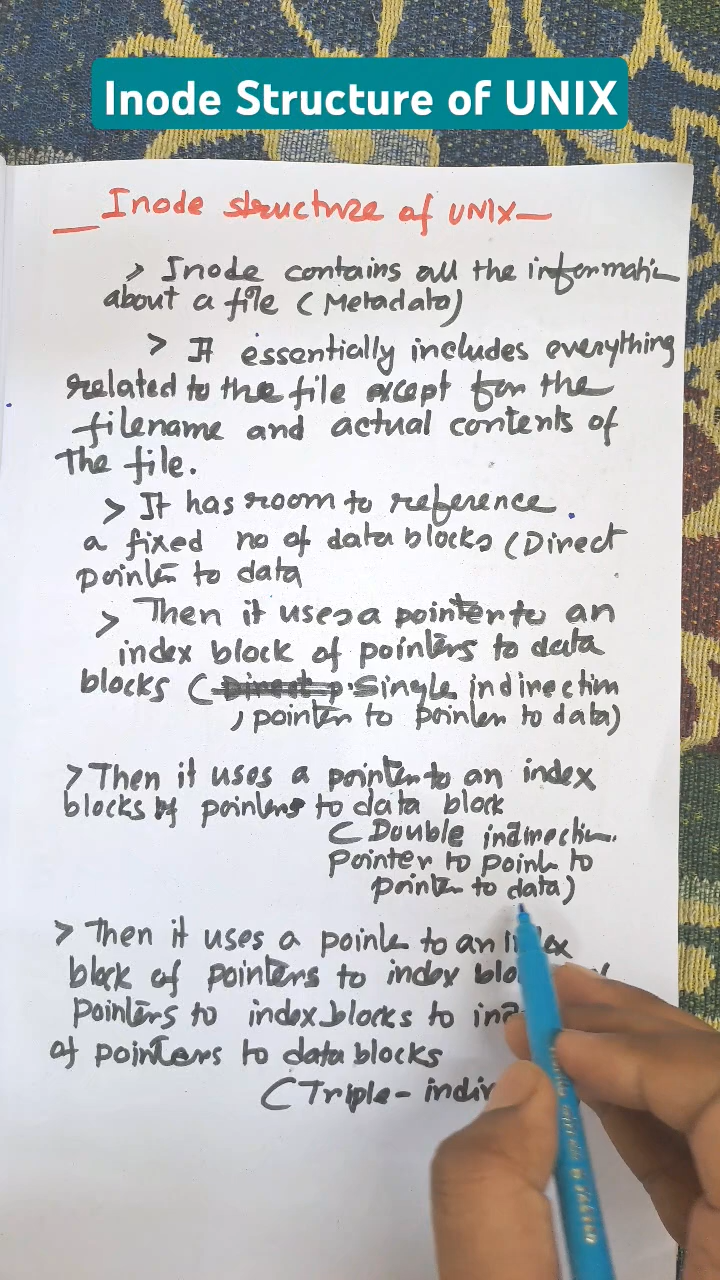 Inode Structure of UNIX
Inode structure of UNIX
> Inode contains all the informatin
about a file (Metadata)
> It essentially includes everything
related to the file except for the
filename and actual contents of
the file.
> It has room to reference
a fixed no of data blocks (Direct
pointer to data
> Then it uses a pointer to an
index block of pointers to data
blocks (Direct p. Single indirection
, pointer to pointer to data)
> Then it uses a pointer to an index
blocks of pointers to data block
(Double indirection.
Pointer to point to
pointer to data)
> Then it uses a pointe to an index
block of pointers to index
pointers to index blocks to
of pointers to data blocks
(Triple-